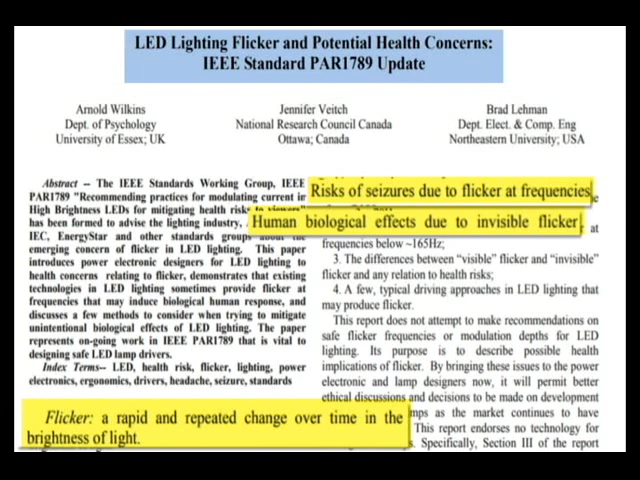 LED Lighting Flicker and Potential Health Concerns:
IEEE Standard PAR1789 Update
Arnold Wilkins
Dept. of Psychology
University of Essex; UK
Jennifer Veitch
National Research Council Canada
Ottawa; Canada
Brad Lehman
Dept. Elect. & Comp. Eng
Northeastern University; USA
Abstract – The IEEE Standards Working Group, IEEE
PAR1789 "Recommending practices for modulating current in
High Brightness LEDs for mitigating health risks to
has been formed to advise the lighting industry,
IEC, EnergyStar and other standards groups about the
emerging concern of flicker in LED lighting. This paper
introduces power electronic designers for LED lighting to
health concerns relating to flicker, demonstrates that existing
technologies in LED lighting sometimes provide flicker at
frequencies that may induce biological human response, and
discusses a few methods to consider when trying to mitigate
unintentional biological effects of LED lighting. The paper
represents on-going work in IEEE PAR1789 that is vital to
designing safe LED lamp drivers.
Index Terms-- LED, health risk, flicker, lighting, power
electronics, ergonomics, drivers, headache, seizure, standards
Flicker: a rapid and repeated change over time in the
brightness of light.
Risks of seizures due to flicker at frequencies
Human biological effects due to invisible flicker
at
frequencies below ~165Hz;
3. The differences between "visible" flicker and "invisible"
flicker and any relation to health risks;
4. A few, typical driving approaches in LED lighting that
may produce flicker.
This report does not attempt to make recommendations on
safe flicker frequencies or modulation depths for LED
lighting. Its purpose is to describe possible health
implications of flicker. By bringing these issues to the power
electronic and lamp designers now, it will permit better
ethical discussions and decisions to be made on development
mps as the market continues to have
This report endorses no technology for
s. Specifically, Section III of the report